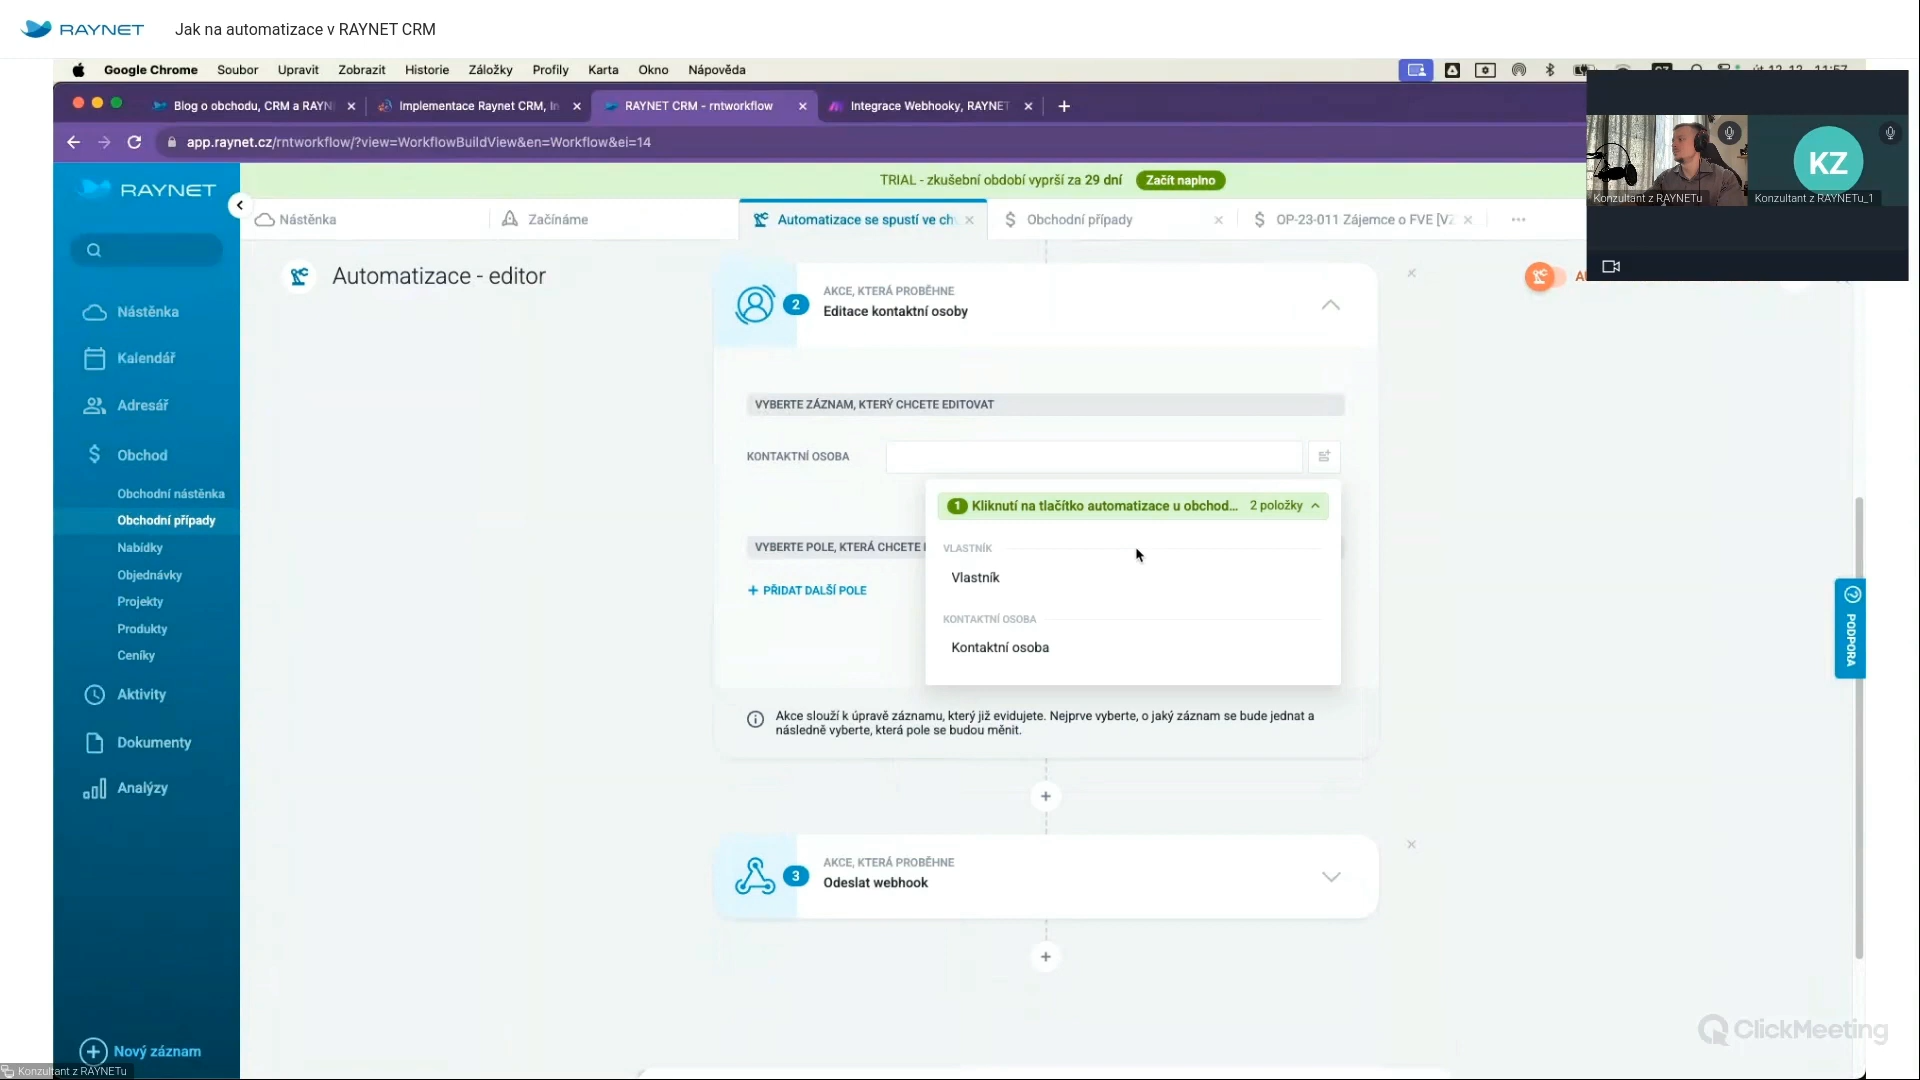 RAYNET
Jak na automatizace v RAYNET CRM
Google Chrome Soubor Upravit Zobrazit Historie Záložky Profily Karta Okno Nápověda
Blog o obchodu, CRM a RAYN
Implementace Raynet CRM, In
RAYNET CRM - rntworkflow
Integrace Webhooky, RAYNET
app.raynet.cz/rntworkflow/?view=WorkflowBuildView&en=Workflow&ei=14
KZ
Konzultant z RAYNETu
Konzultant z RAYNETu_1
RAYNET
TRIAL - zkušební období vyprší za 29 dní
Začít naplno
Nástěnka
Začínáme
Automatizace se spustí ve ch
Obchodní případy
OP-23-011 Zájemce o FVE [VZ
Nástěnka
Kalendář
Adresář
Obchod
Obchodní nástěnka
Obchodní případy
Nabídky
Objednávky
Projekty
Produkty
Ceníky
Aktivity
Dokumenty
Analýzy
Nový záznam
Automatizace - editor
2
AKCE, KTERÁ PROBĚHNE
Editace kontaktní osoby
VYBERTE ZÁZNAM, KTERÝ CHCETE EDITOVAT
KONTAKTNÍ OSOBA
1 Kliknutí na tlačítko automatizace u obchod... 2 položky
VLASTNÍK
Vlastník
KONTAKTNÍ OSOBA
Kontaktní osoba
VYBERTE POLE, KTERÁ CHCETE
+ PŘIDAT DALŠÍ POLE
Akce slouží k úpravě záznamu, který již evidujete. Nejprve vyberte, o jaký záznam se bude jednat a
následně vyberte, která pole se budou měnit.
3
AKCE, KTERÁ PROBĚHNE
Odeslat webhook
PODPORA
ClickMeeting
Konzultant z RAYNETu